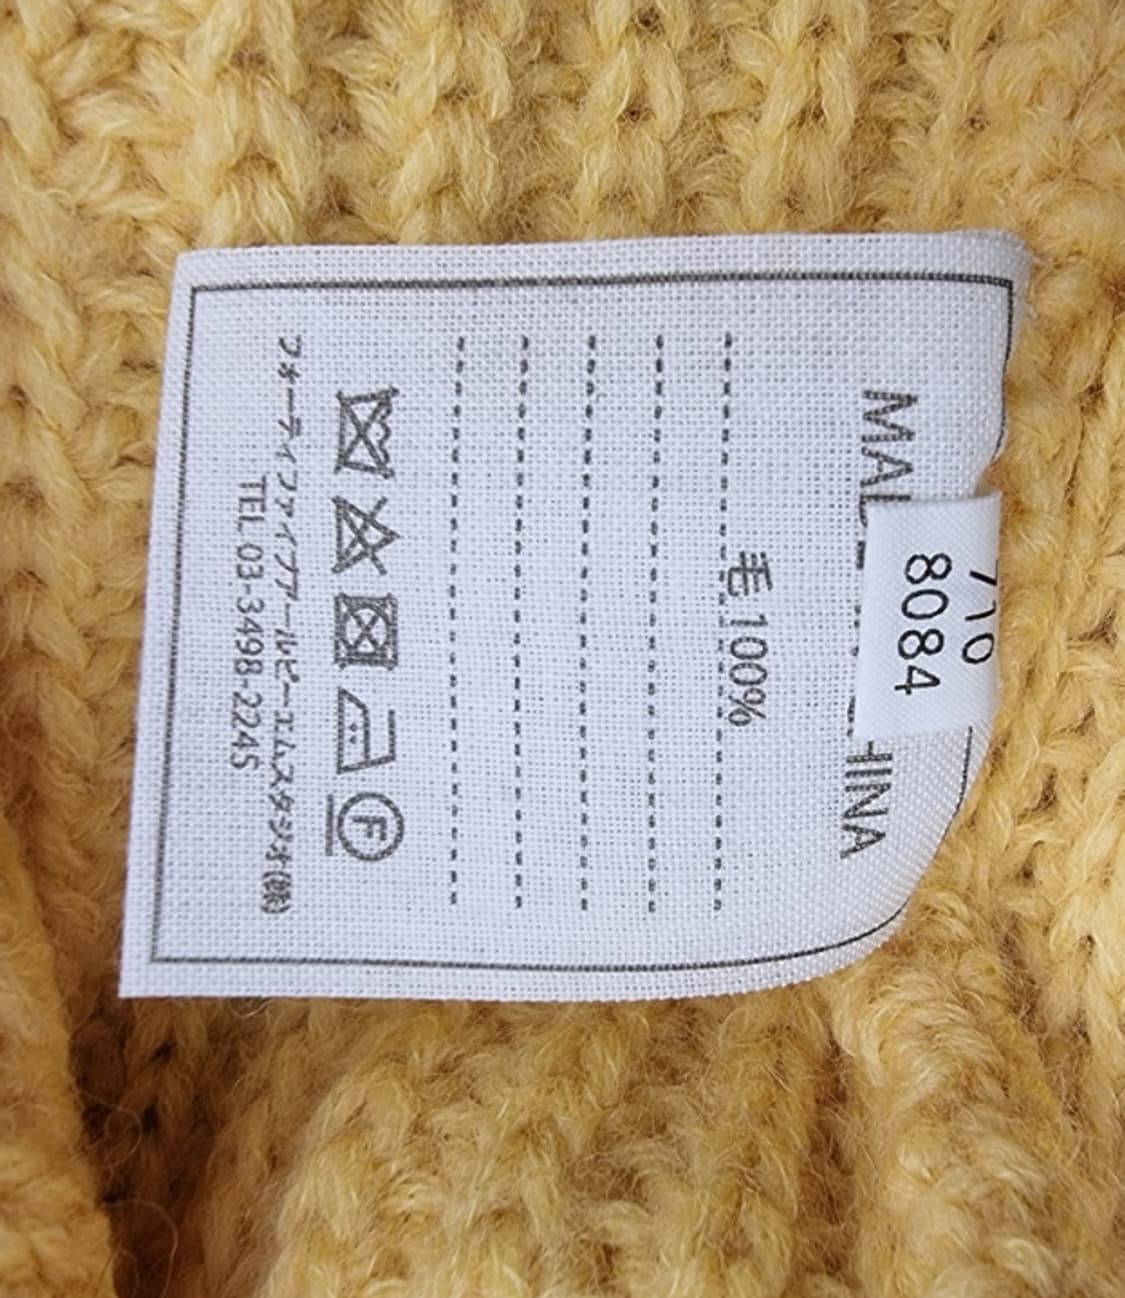 710
8084
MADE IN CHINA
毛 100%
F
フォーティファイブアールピーエムスタジオ(株)
TEL 03-3498-2245